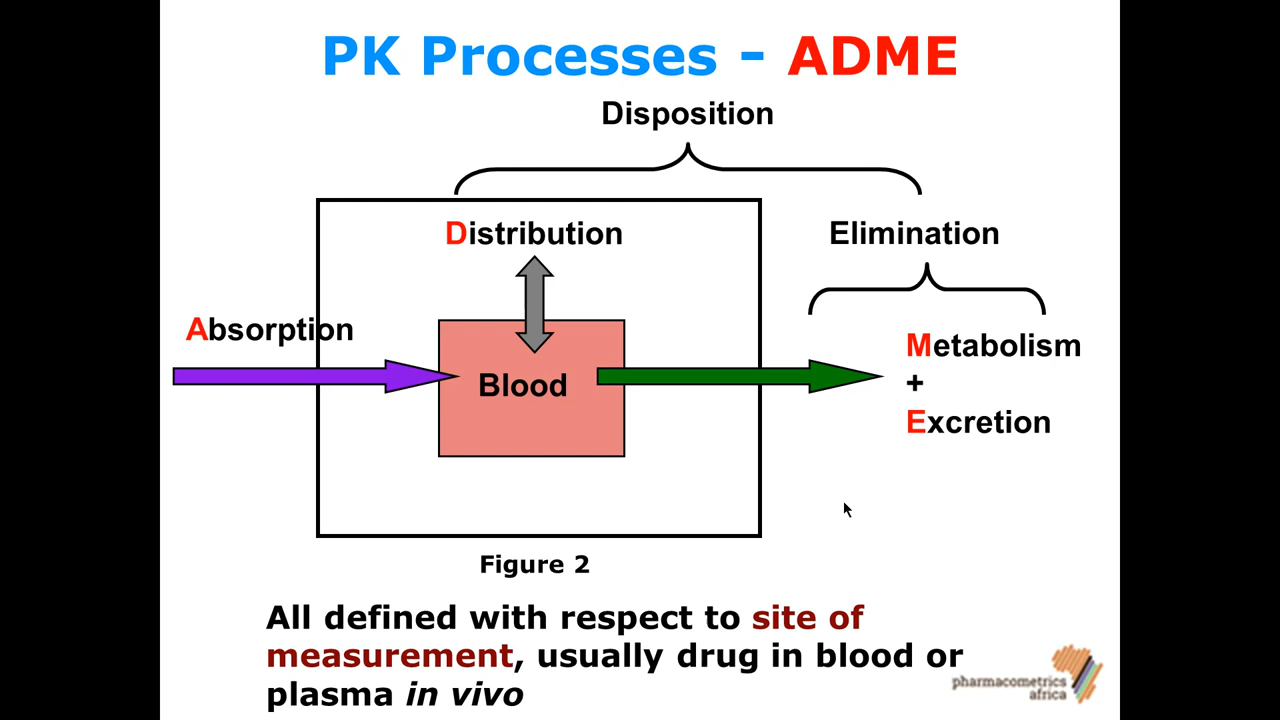 PK Processes - ADME
Disposition
Distribution
Elimination
Absorption
Metabolism
+
Excretion
Blood
Figure 2
All defined with respect to site of
measurement, usually drug in blood or
plasma in vivo
pharmacometrics
africa